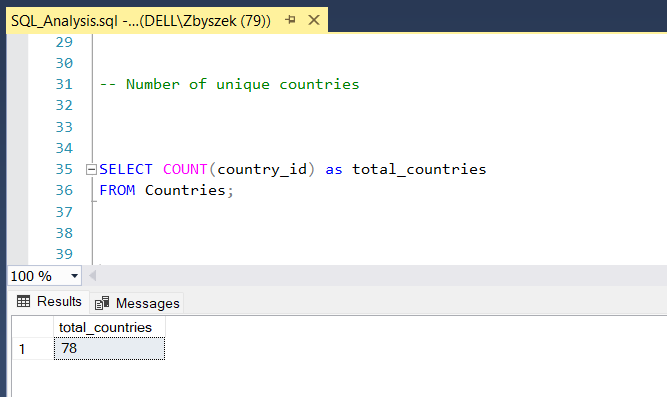 SQL_Analysis.sql -...(DELL\Zbyszek (79))
29
30
31 -- Number of unique countries
32
33
34
35 SELECT COUNT(country_id) as total_countries
36 FROM Countries;
37
38
39
100 %
Results Messages
total_countries
1 78